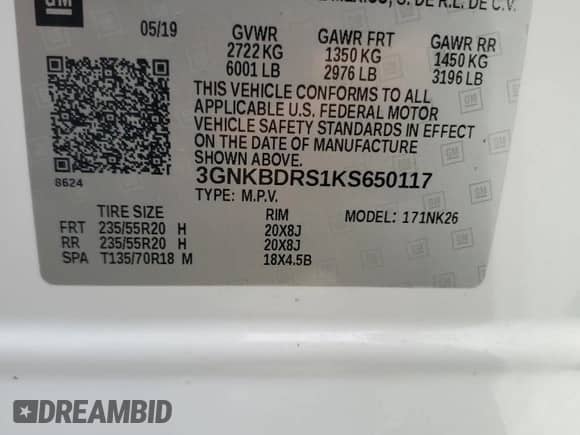 GM
S. DE R.L. DE C.V.
05/19
GVWR GAWR FRT GAWR RR
2722 KG 1350 KG 1450 KG
6001 LB 2976 LB 3196 LB
THIS VEHICLE CONFORMS TO ALL
APPLICABLE U.S. FEDERAL MOTOR
VEHICLE SAFETY STANDARDS IN EFFECT
ON THE DATE OF MANUFACTURE
SHOWN ABOVE.
8624
3GNKBDRS1KS650117
TYPE: M.P.V.
TIRE SIZE RIM MODEL: 171NK26
FRT 235/55R20 H 20X8J
RR 235/55R20 H 20X8J
SPA T135/70R18 M 18X4.5B
DREAMBID